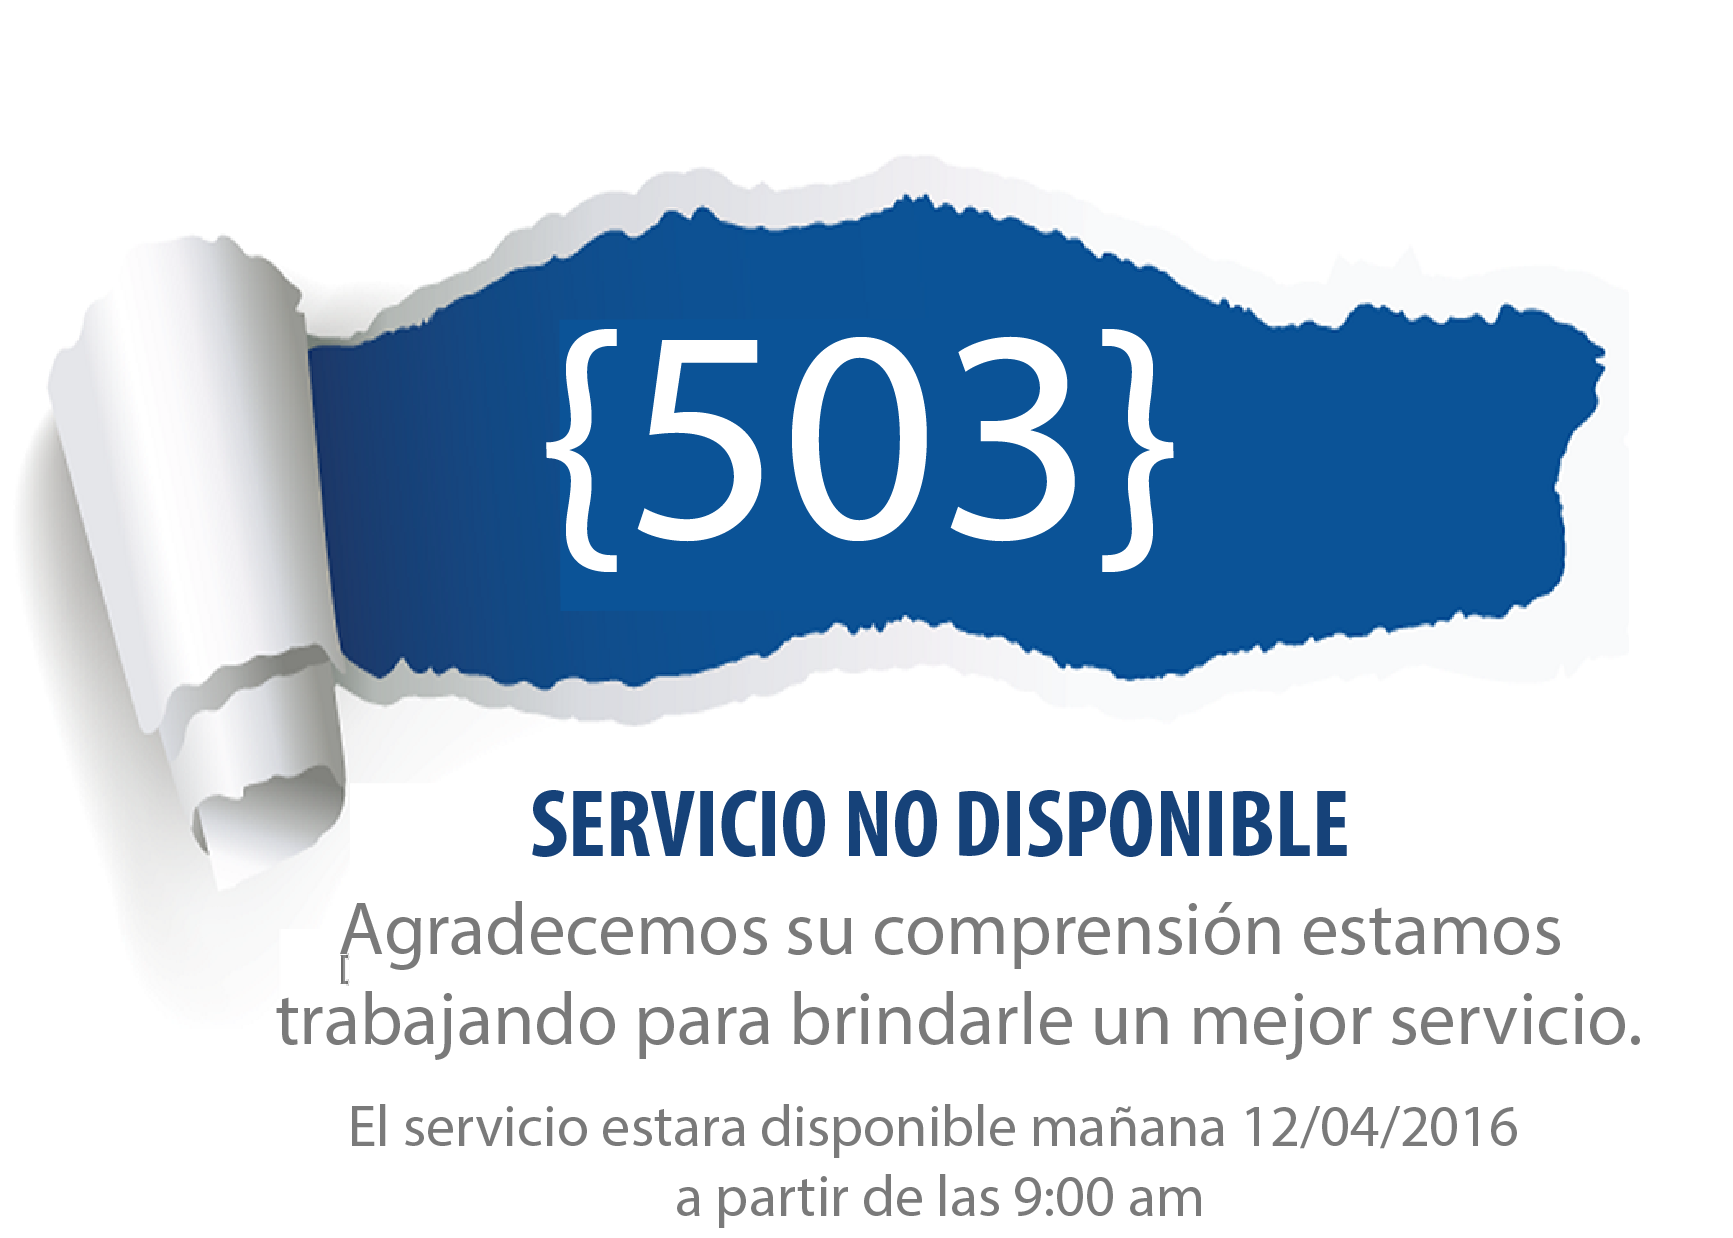 {503}
SERVICIO NO DISPONIBLE
Agradecemos su comprensión estamos
trabajando para brindarle un mejor servicio.
El servicio estara disponible mañana 12/04/2016
a partir de las 9:00 am